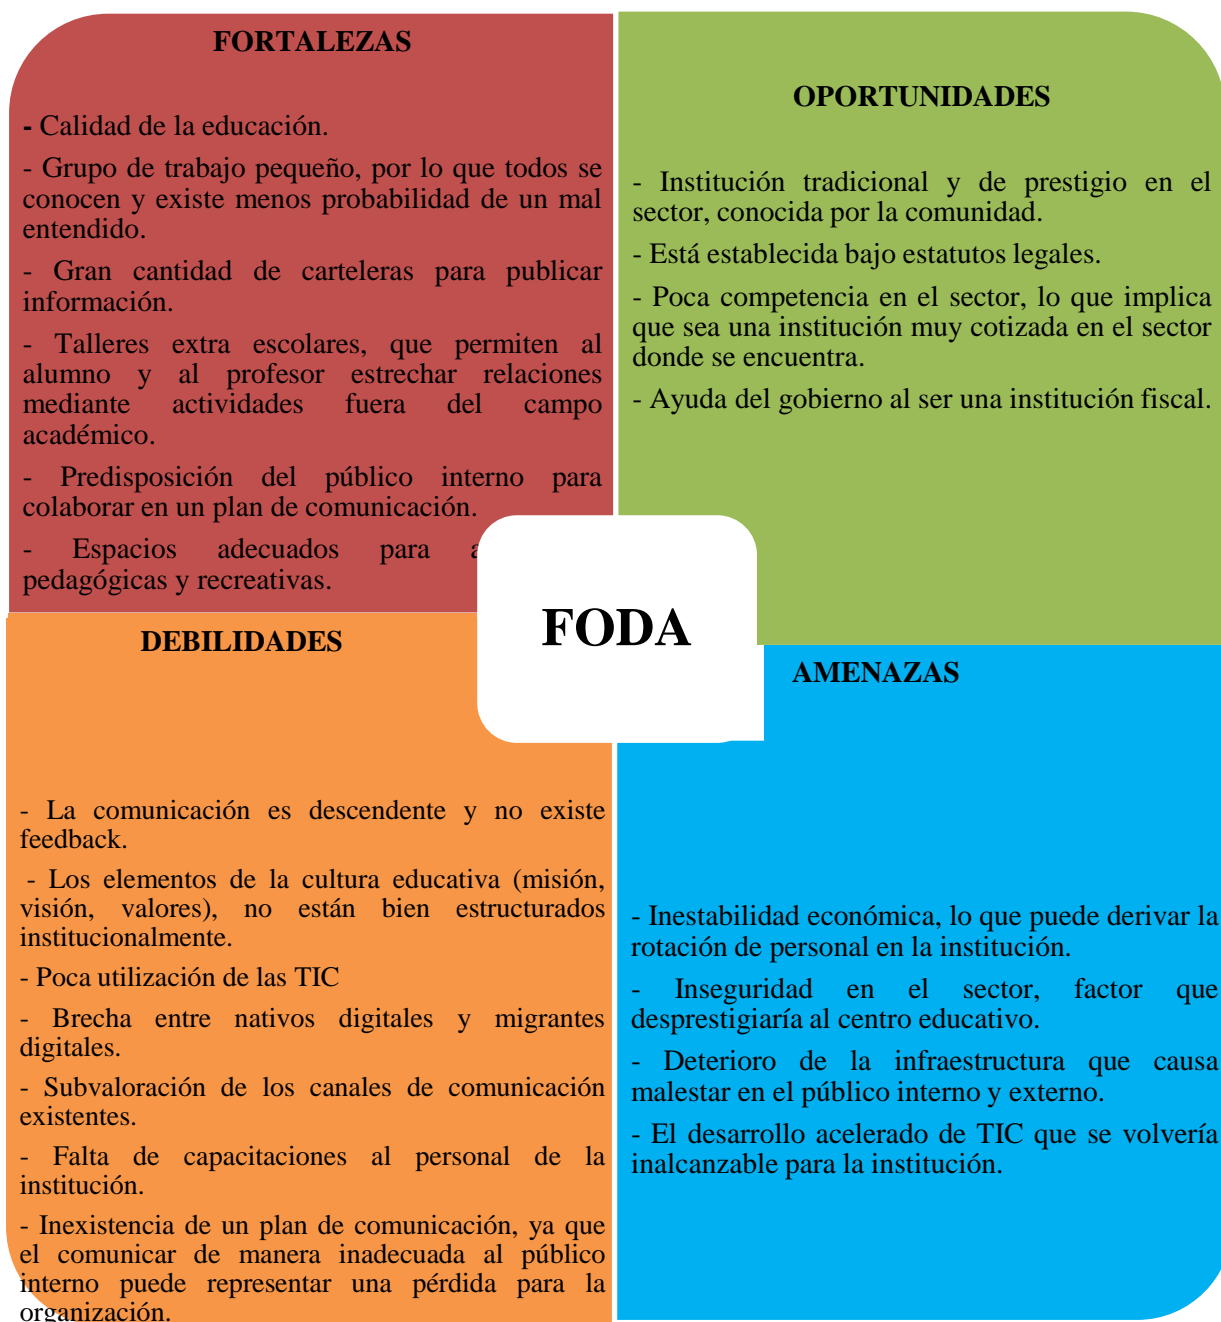 FORTALEZAS
- Calidad de la educación.
- Grupo de trabajo pequeño, por lo que todos se
conocen y existe menos probabilidad de un mal
entendido.
- Gran cantidad de carteleras para publicar
información.
- Talleres extra escolares, que permiten al
alumno y al profesor estrechar relaciones
mediante actividades fuera del campo
académico.
- Predisposición del público interno para
colaborar en un plan de comunicación.
- Espacios adecuados para
pedagógicas y recreativas.
OPORTUNIDADES
- Institución tradicional y de prestigio en el
sector, conocida por la comunidad.
- Está establecida bajo estatutos legales.
- Poca competencia en el sector, lo que implica
que sea una institución muy cotizada en el sector
donde se encuentra.
- Ayuda del gobierno al ser una institución fiscal.
FODA
DEBILIDADES
- La comunicación es descendente y no existe
feedback.
- Los elementos de la cultura educativa (misión,
visión, valores), no están bien estructurados
institucionalmente.
- Poca utilización de las TIC
- Brecha entre nativos digitales y migrantes
digitales.
- Subvaloración de los canales de comunicación
existentes.
- Falta de capacitaciones al personal de la
institución.
- Inexistencia de un plan de comunicación, ya que
el comunicar de manera inadecuada al público
interno puede representar una pérdida para la
organización.
AMENAZAS
- Inestabilidad económica, lo que puede derivar la
rotación de personal en la institución.
- Inseguridad en el sector, factor que
desprestigiaría al centro educativo.
- Deterioro de la infraestructura que causa
malestar en el público interno y externo.
- El desarrollo acelerado de TIC que se volvería
inalcanzable para la institución.